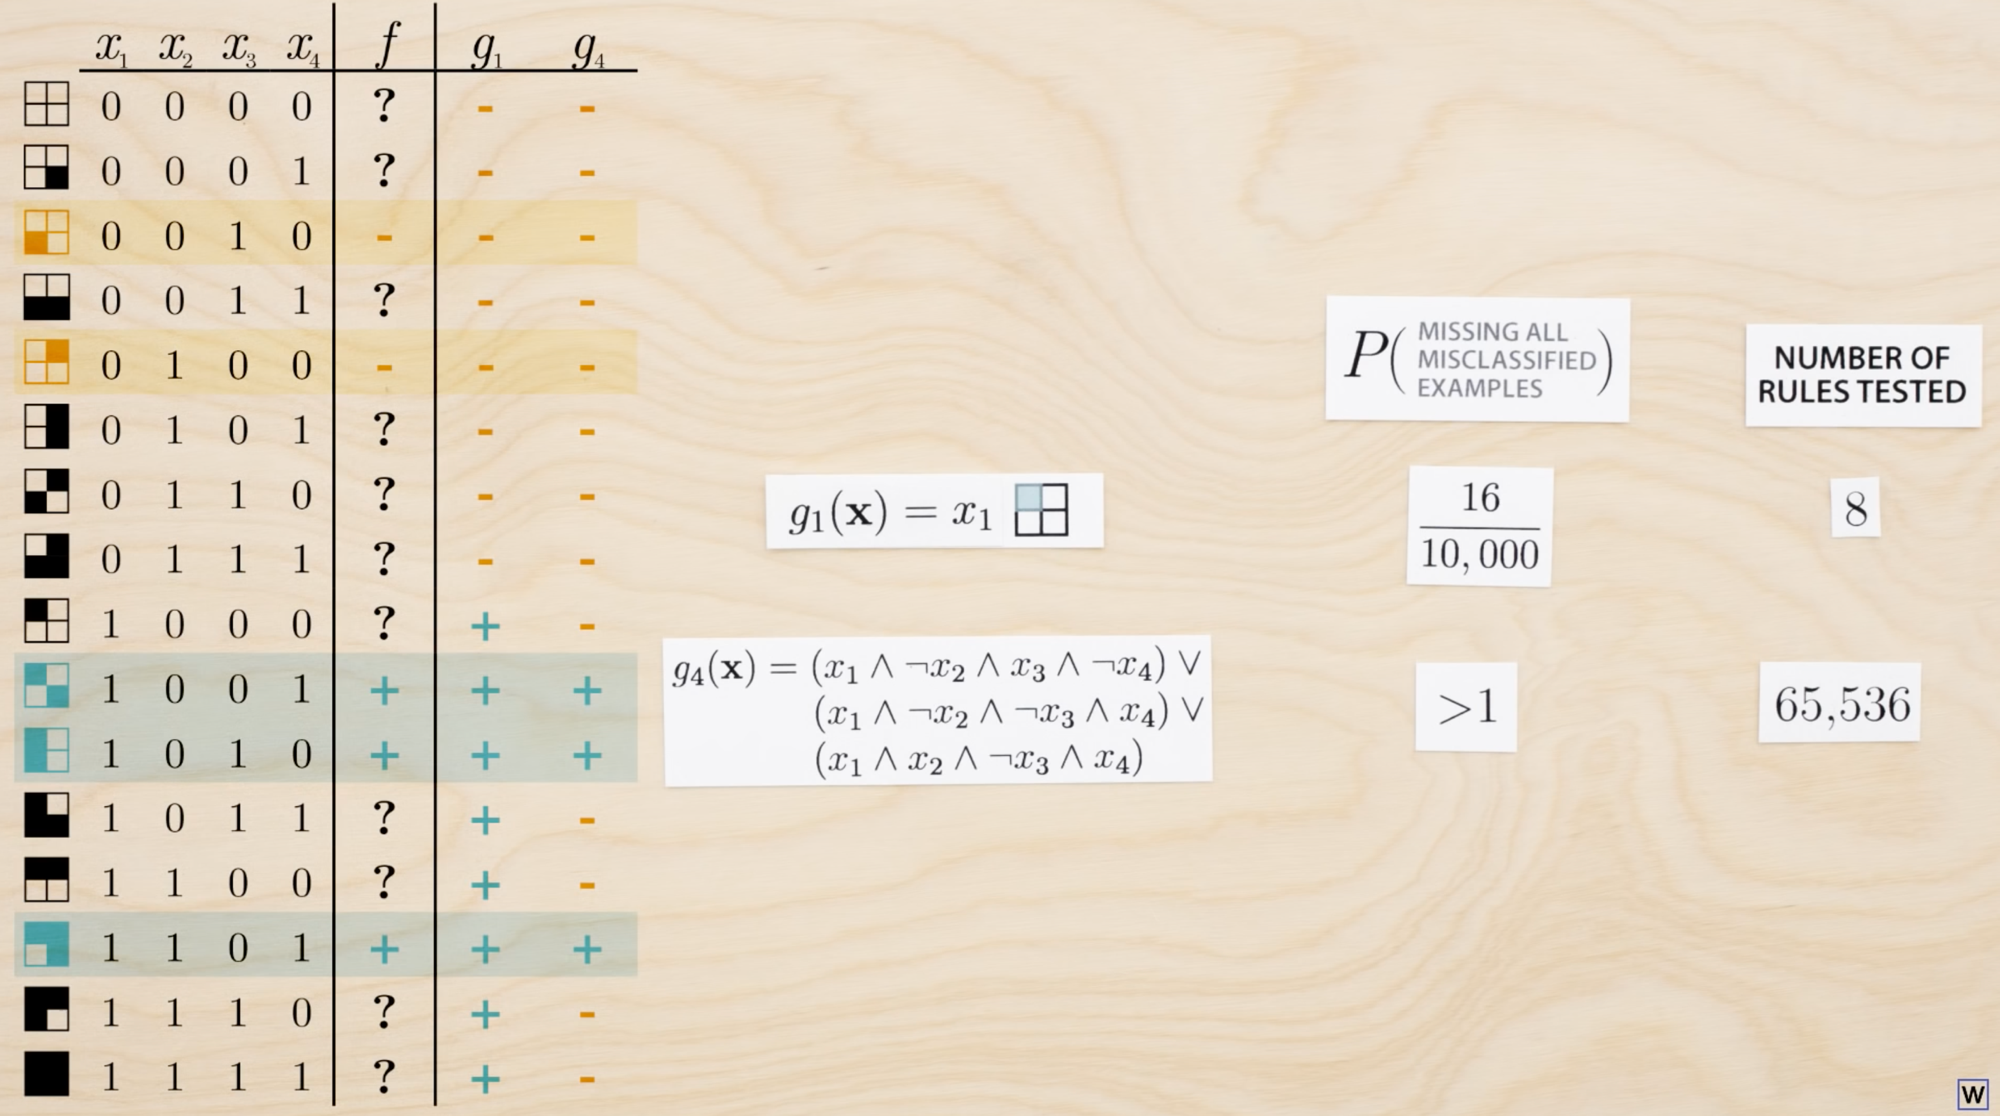 x₁ x₂ x₃ x₄ f g₁ g₄
0 0 0 0 ? - -
0 0 0 1 ? - -
0 0 1 0 - - -
0 0 1 1 ? - -
0 1 0 0 - - -
0 1 0 1 ? - -
0 1 1 0 ? - -
0 1 1 1 ? - -
1 0 0 0 ? + -
1 0 0 1 + + +
1 0 1 0 + + +
1 0 1 1 ? + -
1 1 0 0 ? + -
1 1 0 1 + + +
1 1 1 0 ? + -
1 1 1 1 ? + -
P( MISSING ALL
MISCLASSIFIED
EXAMPLES )
NUMBER OF
RULES TESTED
g₁(x) = x₁
16
10,000
8
g₄(x) = (x₁ ∧ ¬x₂ ∧ x₃ ∧ ¬x₄) ∨
(x₁ ∧ ¬x₂ ∧ ¬x₃ ∧ x₄) ∨
(x₁ ∧ x₂ ∧ ¬x₃ ∧ x₄)
>1
65,536
W